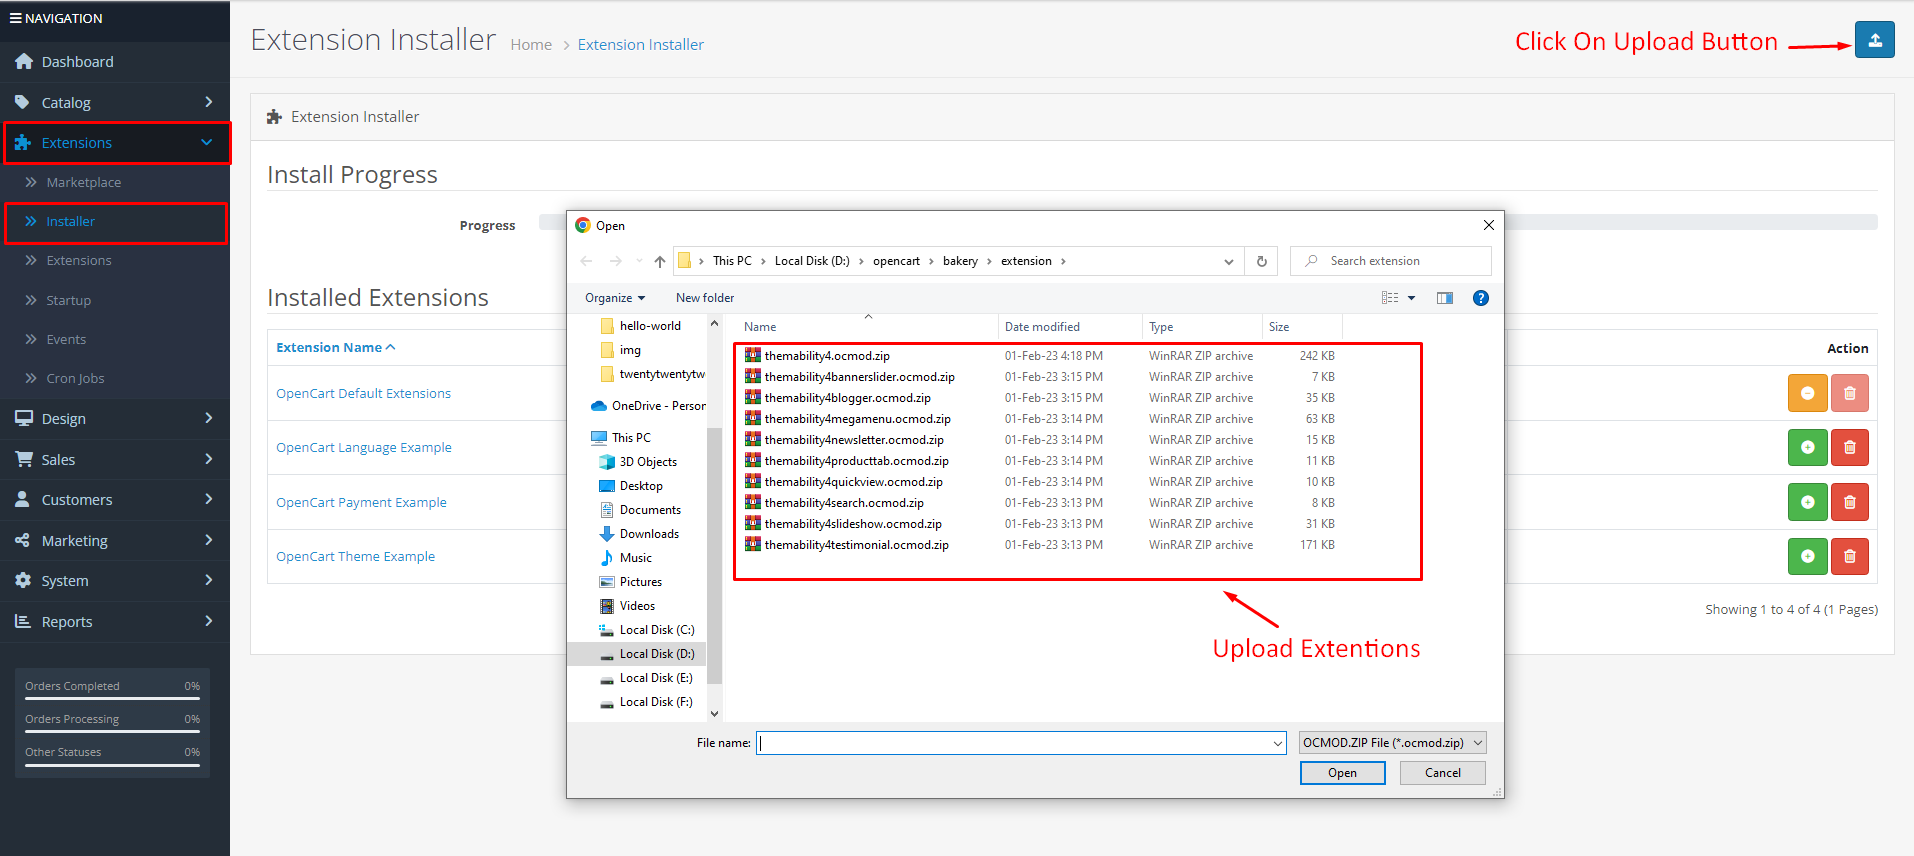 NAVIGATION
Dashboard
Catalog
Extensions
Marketplace
Installer
Extensions
Startup
Events
Cron Jobs
Design
Sales
Customers
Marketing
System
Reports
Orders Completed 0%
Orders Processing 0%
Other Statuses 0%
Extension Installer Home > Extension Installer
Click On Upload Button
Extension Installer
Install Progress
Progress
Installed Extensions
Extension Name
Action
OpenCart Default Extensions
OpenCart Language Example
OpenCart Payment Example
OpenCart Theme Example
Showing 1 to 4 of 4 (1 Pages)
Open
This PC > Local Disk (D:) > opencart > bakery > extension >
Search extension
Organize New folder
hello-world
img
twentytwentytw
OneDrive - Person
This PC
3D Objects
Desktop
Documents
Downloads
Music
Pictures
Videos
Local Disk (C:)
Local Disk (D:)
Local Disk (E:)
Local Disk (F:)
Name Date modified Type Size
themability4.ocmod.zip 01-Feb-23 4:18 PM WinRAR ZIP archive 242 KB
themability4bannerslider.ocmod.zip 01-Feb-23 3:15 PM WinRAR ZIP archive 7 KB
themability4blogger.ocmod.zip 01-Feb-23 3:15 PM WinRAR ZIP archive 35 KB
themability4megamenu.ocmod.zip 01-Feb-23 3:14 PM WinRAR ZIP archive 63 KB
themability4newsletter.ocmod.zip 01-Feb-23 3:14 PM WinRAR ZIP archive 15 KB
themability4producttab.ocmod.zip 01-Feb-23 3:14 PM WinRAR ZIP archive 11 KB
themability4quickview.ocmod.zip 01-Feb-23 3:14 PM WinRAR ZIP archive 10 KB
themability4search.ocmod.zip 01-Feb-23 3:13 PM WinRAR ZIP archive 8 KB
themability4slideshow.ocmod.zip 01-Feb-23 3:13 PM WinRAR ZIP archive 31 KB
themability4testimonial.ocmod.zip 01-Feb-23 3:13 PM WinRAR ZIP archive 171 KB
Upload Extentions
File name: OCMOD.ZIP File (*.ocmod.zip)
Open Cancel